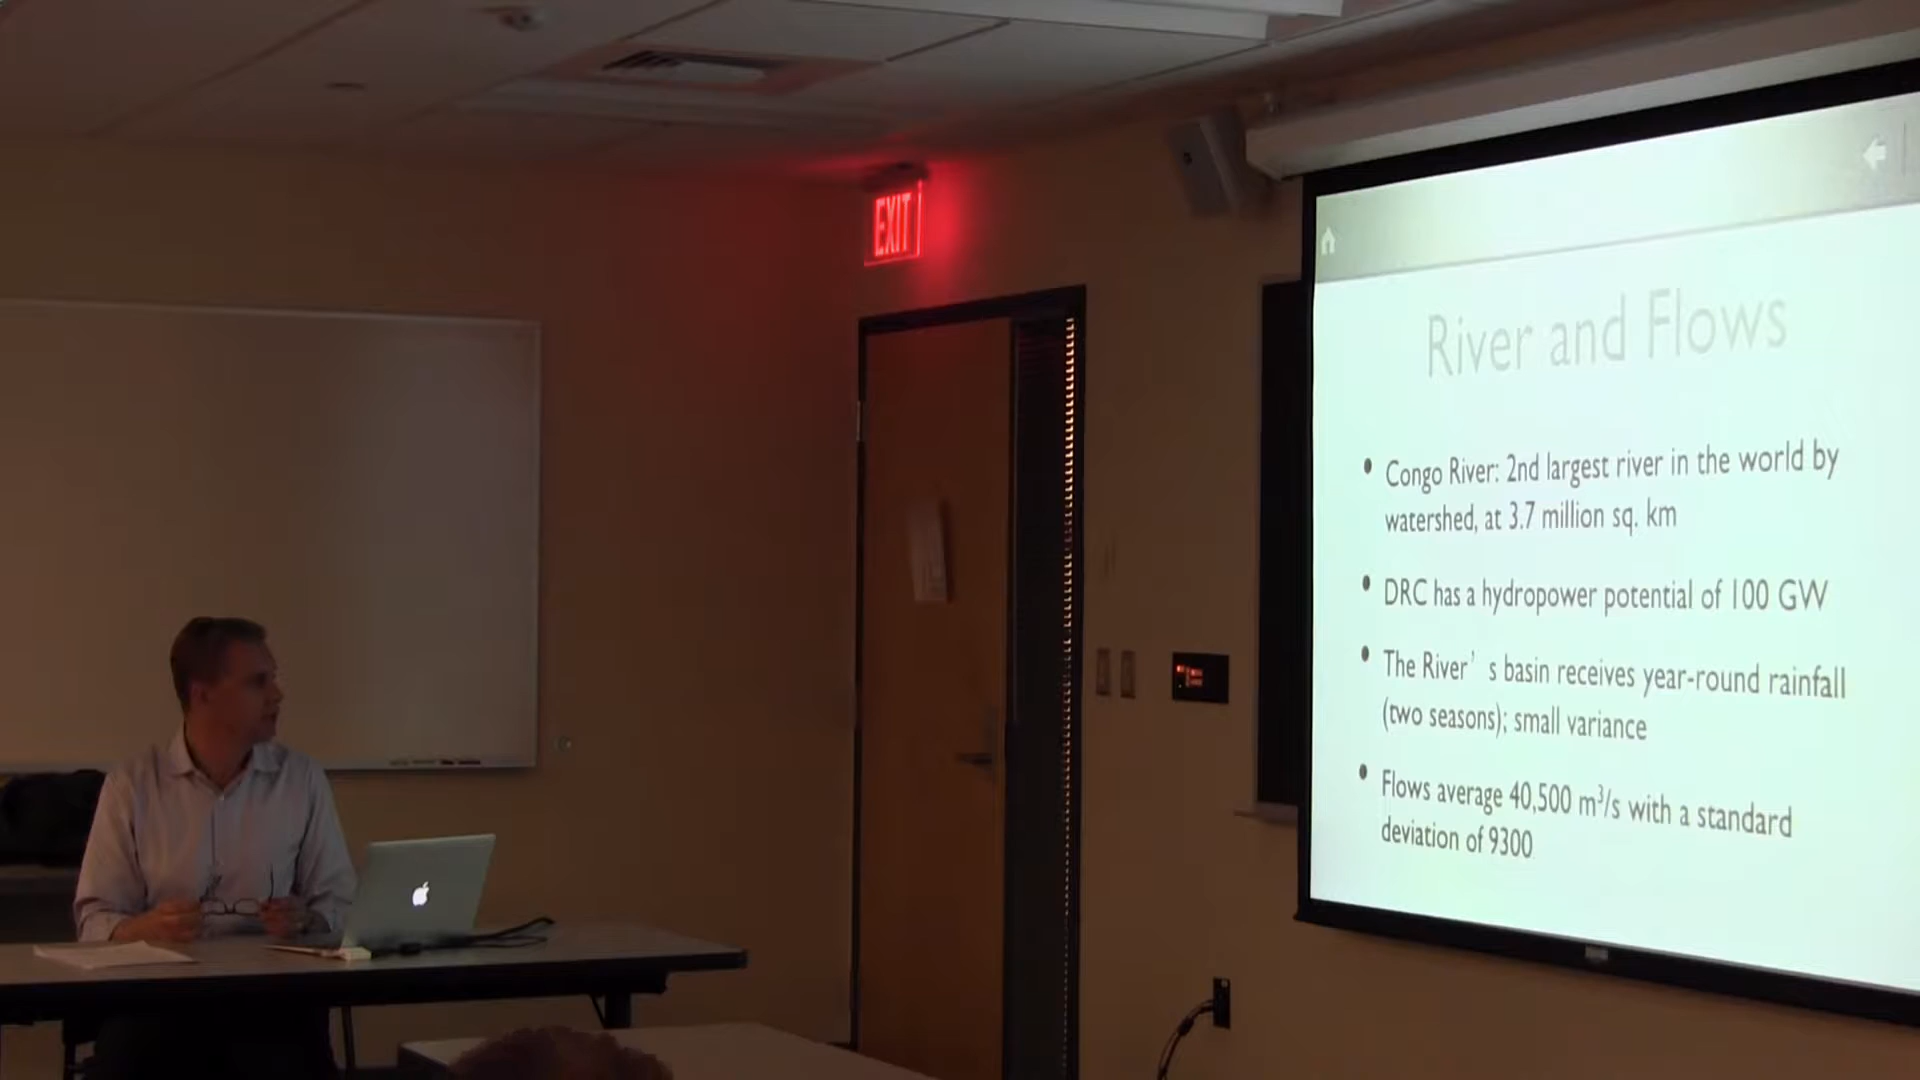 EXIT
River and Flows
• Congo River: 2nd largest river in the world by
watershed, at 3.7 million sq. km
• DRC has a hydropower potential of 100 GW
• The River’ s basin receives year-round rainfall
(two seasons); small variance
• Flows average 40,500 m³/s with a standard
deviation of 9300